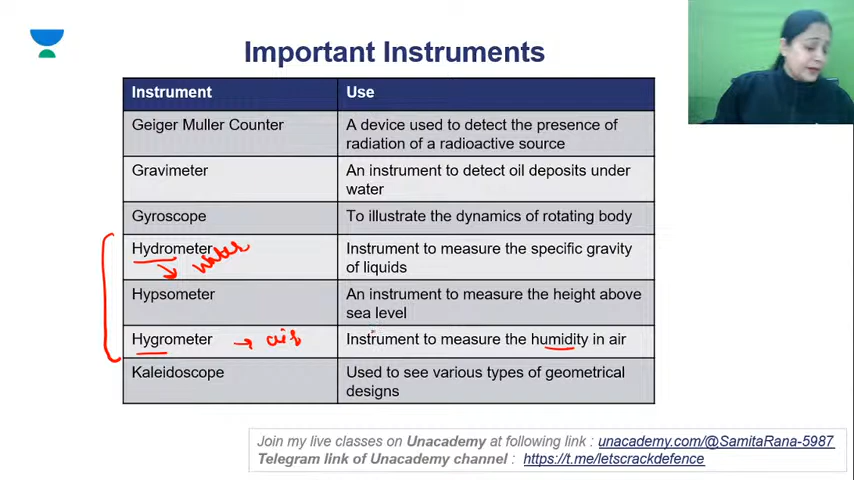 Important Instruments
Instrument
Use
Geiger Muller Counter
A device used to detect the presence of
radiation of a radioactive source
Gravimeter
An instrument to detect oil deposits under
water
Gyroscope
To illustrate the dynamics of rotating body
Hydrometer
water
Instrument to measure the specific gravity
of liquids
Hypsometer
An instrument to measure the height above
sea level
Hygrometer
air
Instrument to measure the humidity in air
Kaleidoscope
Used to see various types of geometrical
designs
Join my live classes on Unacademy at following link : unacademy.com/@SamitaRana-5987
Telegram link of Unacademy channel : https://t.me/letscrackdefence